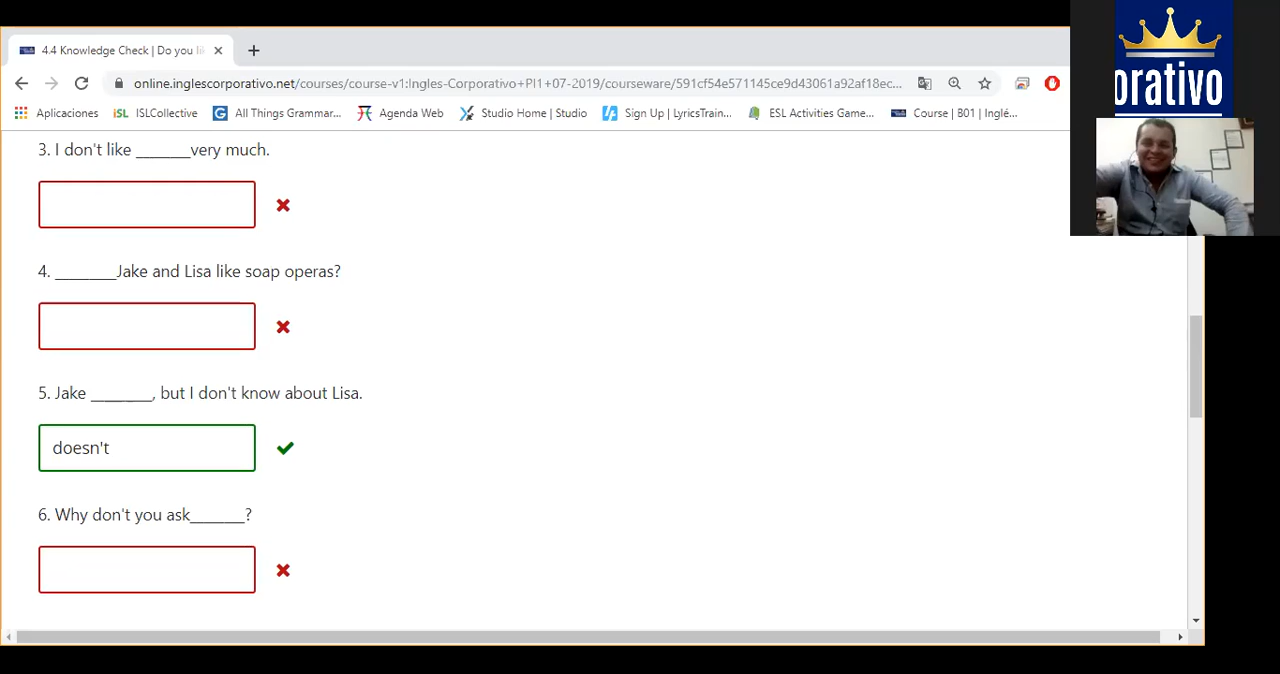 4.4 Knowledge Check | Do you li
online.inglescorporativo.net/courses/course-v1:Ingles-Corporativo+PI1+07-2019/courseware/591cf54e571145ce9d43061a92af18ec...
Aplicaciones iSL ISLCollective G All Things Grammar... Agenda Web Studio Home | Studio Sign Up | LyricsTrain... ESL Activities Game... Course | B01 | Inglé...
orativo
3. I don't like _______very much.
4. ________Jake and Lisa like soap operas?
5. Jake ________, but I don't know about Lisa.
doesn't
6. Why don't you ask_______?